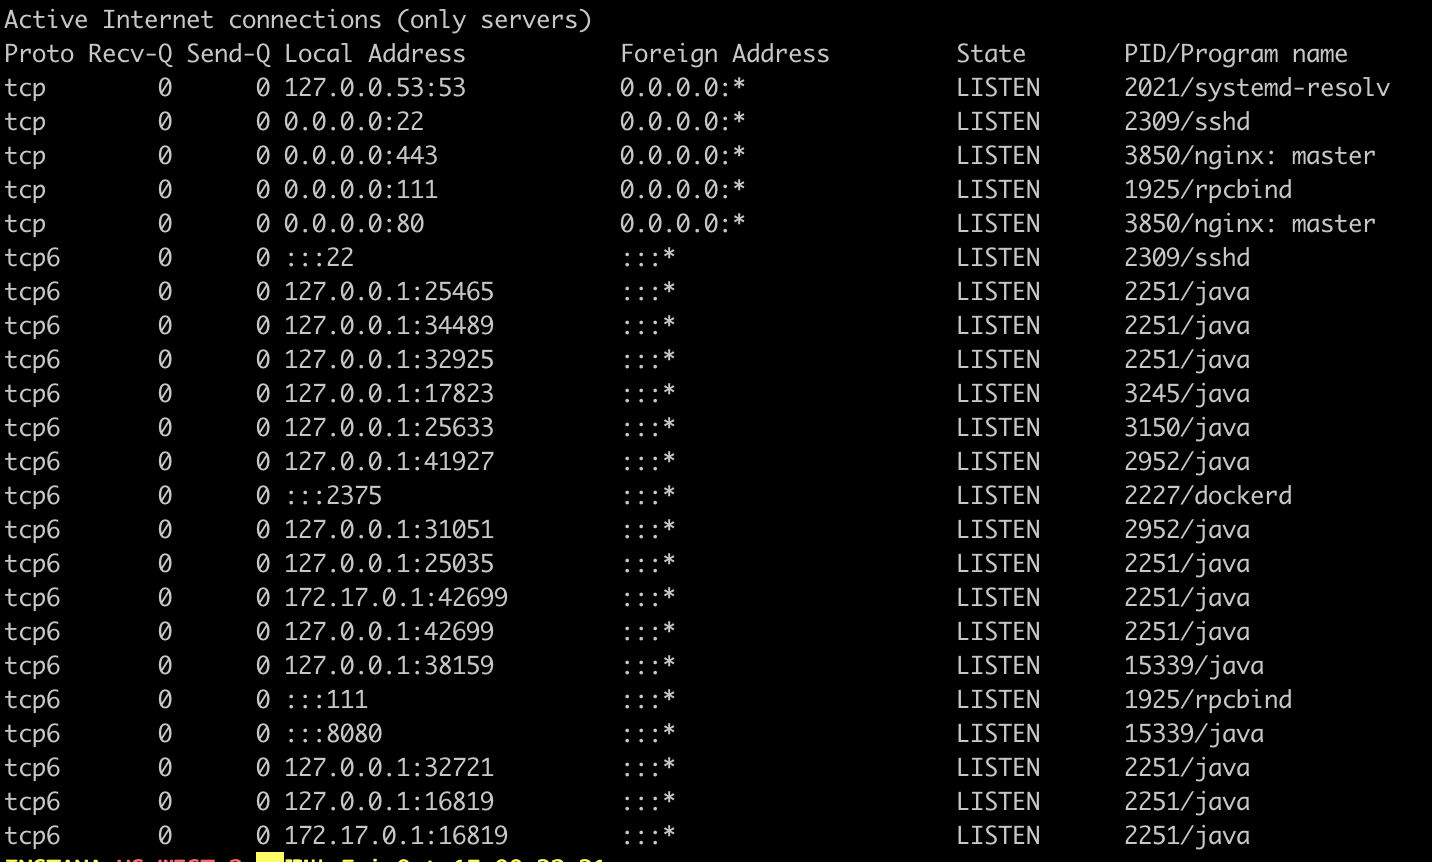 Active Internet connections (only servers)
Proto Recv-Q Send-Q Local Address           Foreign Address         State       PID/Program name
tcp        0      0 127.0.0.53:53           0.0.0.0:*               LISTEN      2021/systemd-resolv
tcp        0      0 0.0.0.0:22              0.0.0.0:*               LISTEN      2309/sshd
tcp        0      0 0.0.0.0:443             0.0.0.0:*               LISTEN      3850/nginx: master
tcp        0      0 0.0.0.0:111             0.0.0.0:*               LISTEN      1925/rpcbind
tcp        0      0 0.0.0.0:80              0.0.0.0:*               LISTEN      3850/nginx: master
tcp6       0      0 :::22                   :::*                    LISTEN      2309/sshd
tcp6       0      0 127.0.0.1:25465         :::*                    LISTEN      2251/java
tcp6       0      0 127.0.0.1:34489         :::*                    LISTEN      2251/java
tcp6       0      0 127.0.0.1:32925         :::*                    LISTEN      2251/java
tcp6       0      0 127.0.0.1:17823         :::*                    LISTEN      3245/java
tcp6       0      0 127.0.0.1:25633         :::*                    LISTEN      3150/java
tcp6       0      0 127.0.0.1:41927         :::*                    LISTEN      2952/java
tcp6       0      0 :::2375                 :::*                    LISTEN      2227/dockerd
tcp6       0      0 127.0.0.1:31051         :::*                    LISTEN      2952/java
tcp6       0      0 127.0.0.1:25035         :::*                    LISTEN      2251/java
tcp6       0      0 172.17.0.1:42699        :::*                    LISTEN      2251/java
tcp6       0      0 127.0.0.1:42699         :::*                    LISTEN      2251/java
tcp6       0      0 127.0.0.1:38159         :::*                    LISTEN      15339/java
tcp6       0      0 :::111                  :::*                    LISTEN      1925/rpcbind
tcp6       0      0 :::8080                 :::*                    LISTEN      15339/java
tcp6       0      0 127.0.0.1:32721         :::*                    LISTEN      2251/java
tcp6       0      0 127.0.0.1:16819         :::*                    LISTEN      2251/java
tcp6       0      0 172.17.0.1:16819        :::*                    LISTEN      2251/java